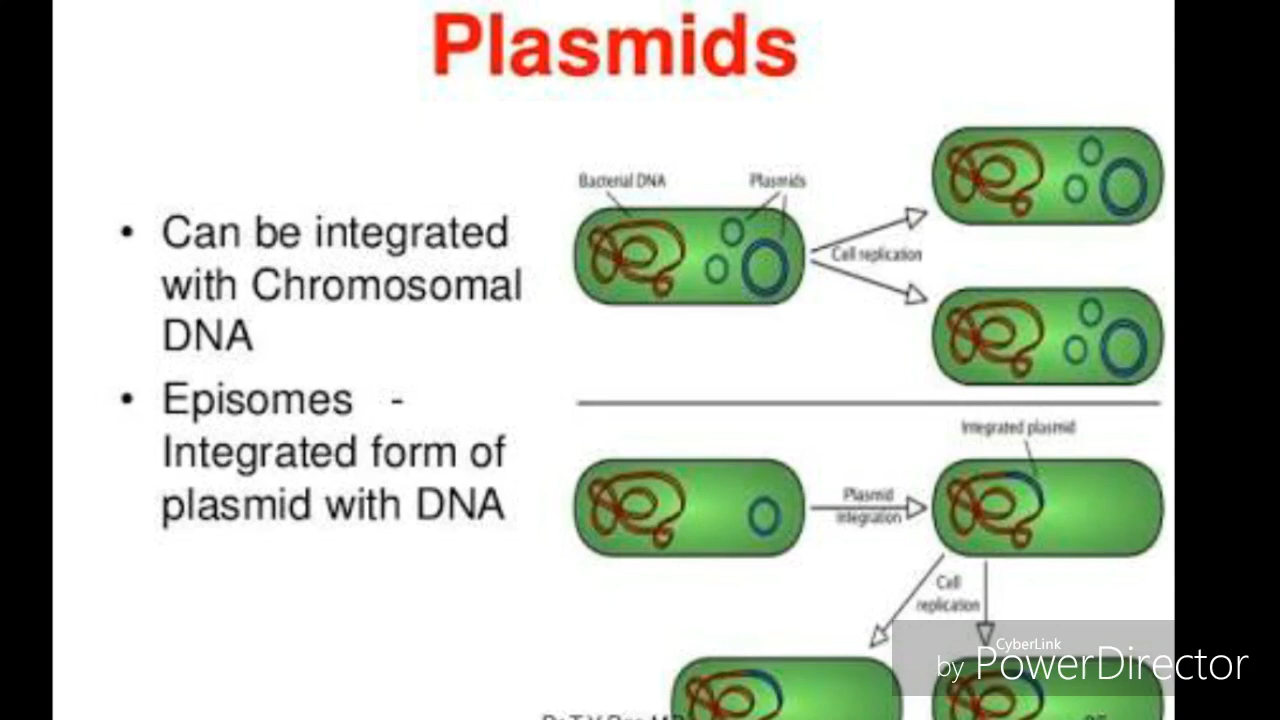 Plasmids
Bacterial DNA
Plasmids
• Can be integrated
with Chromosomal
DNA
• Episomes -
Integrated form of
plasmid with DNA
Cell replication
Integrated plasmid
Plasmid
integration
Cell
replication
CyberLink
by PowerDirector